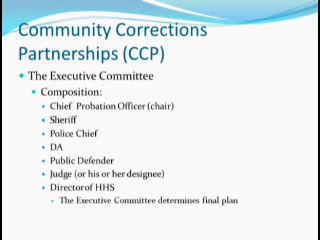 Community Corrections
Partnerships (CCP)
The Executive Committee
Composition:
Chief Probation Officer (chair)
Sheriff
Police Chief
DA
Public Defender
Judge (or his or her designee)
Director of HHS
The Executive Committee determines final plan